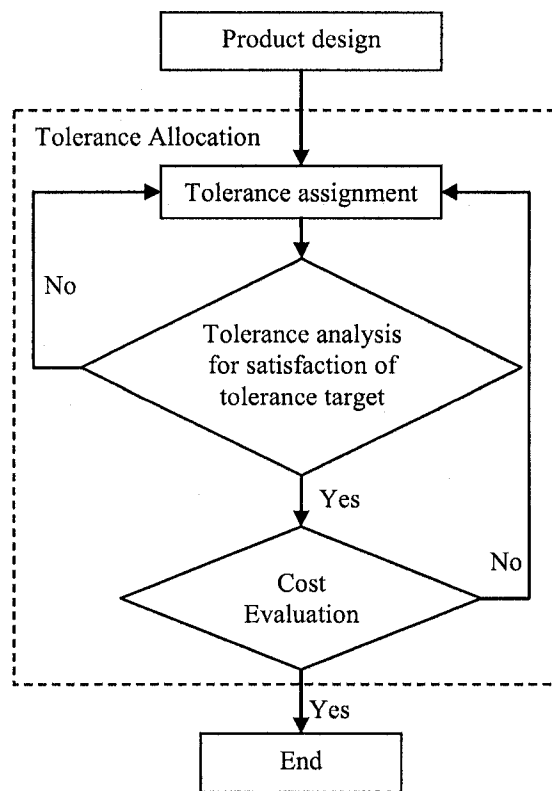 Product design
Tolerance Allocation
Tolerance assignment
No
Tolerance analysis
for satisfaction of
tolerance target
Yes
No
Cost
Evaluation
Yes
End